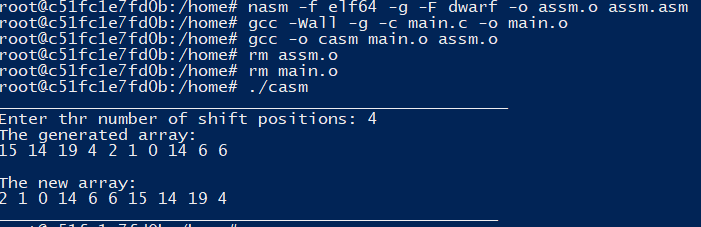 root@c51fc1e7fd0b:/home# nasm -f elf64 -g -F dwarf -o assm.o assm.asm
root@c51fc1e7fd0b:/home# gcc -Wall -g -c main.c -o main.o
root@c51fc1e7fd0b:/home# gcc -o casm main.o assm.o
root@c51fc1e7fd0b:/home# rm assm.o
root@c51fc1e7fd0b:/home# rm main.o
root@c51fc1e7fd0b:/home# ./casm
Enter thr number of shift positions: 4
The generated array:
15 14 19 4 2 1 0 14 6 6
The new array:
2 1 0 14 6 6 15 14 19 4